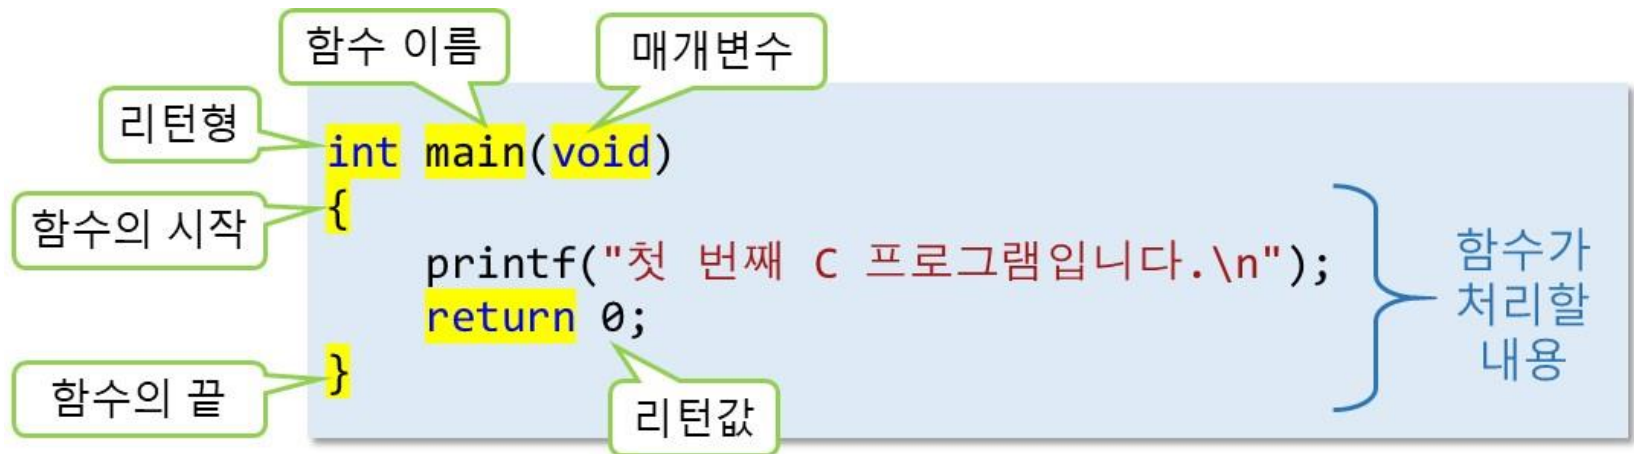 함수 이름
매개변수
리턴형
int main(void)
함수의 시작
{
printf("첫 번째 C 프로그램입니다.\n");
return 0;
함수의 끝
}
리턴값
함수가
처리할
내용